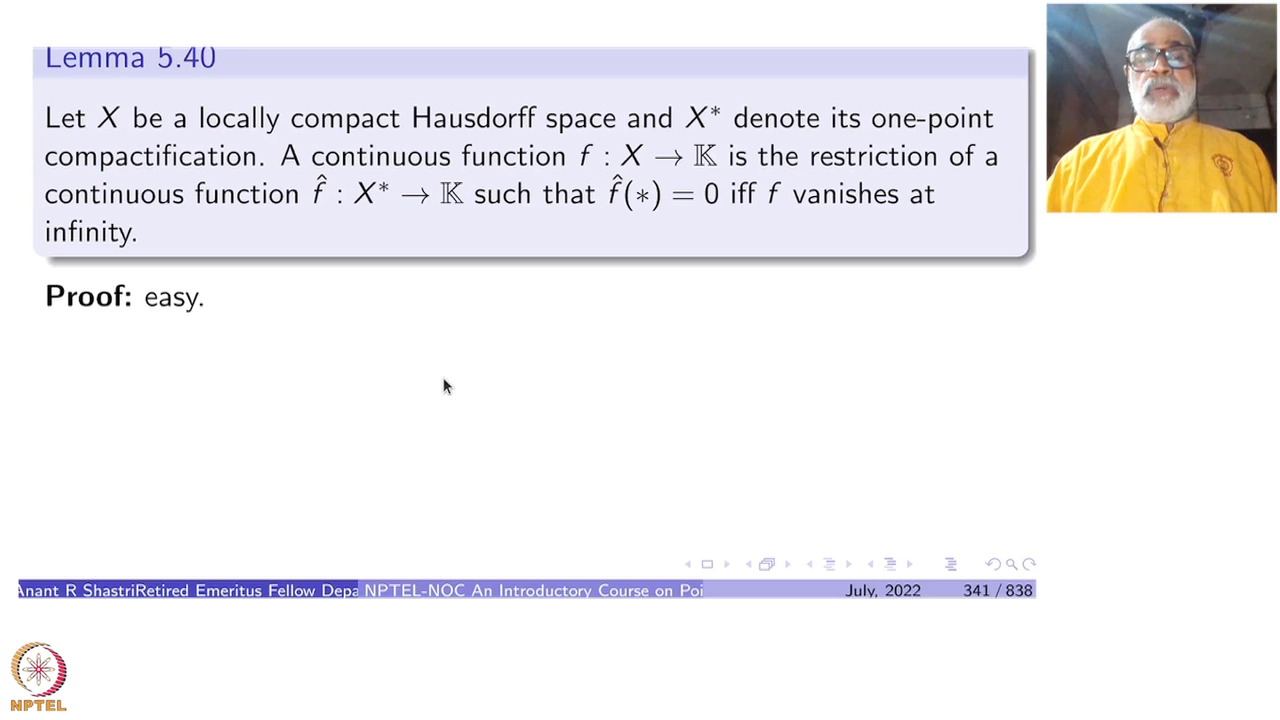 Lemma 5.40
Let X be a locally compact Hausdorff space and X* denote its one-point
compactification. A continuous function f : X → 𝕂 is the restriction of a
continuous function f̂ : X* → 𝕂 such that f̂(*) = 0 iff f vanishes at
infinity.
Proof: easy.
Anant R ShastriRetired Emeritus Fellow Depa NPTEL-NOC An Introductory Course on Poi July, 2022 341 / 838
NPTEL